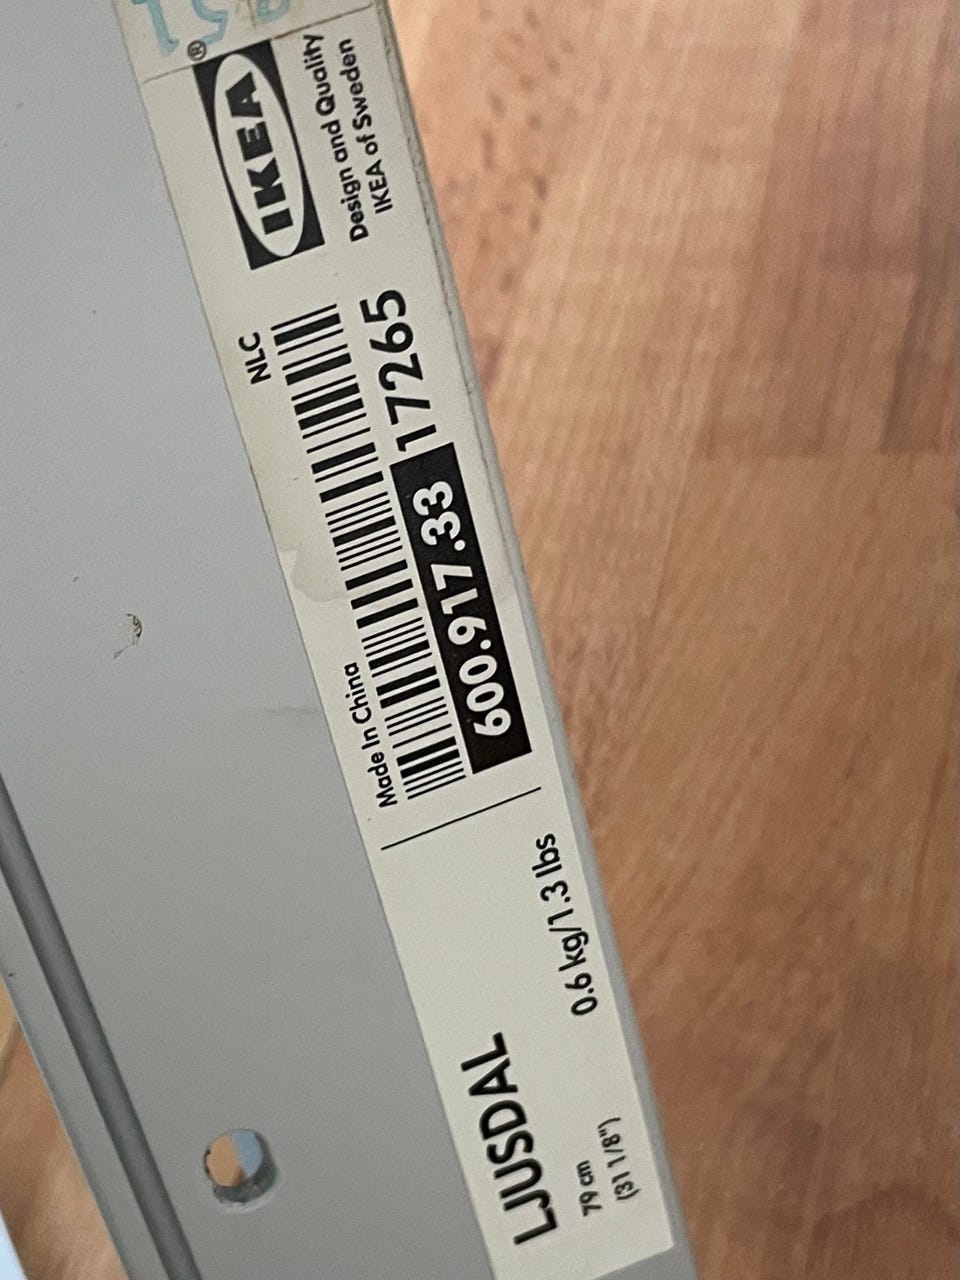 LJUSDAL
79 cm
(31 1/8")
0.6 kg/1.3 lbs
Made In China
NLC
600.917.33 17265
IKEA®
Design and Quality
IKEA of Sweden